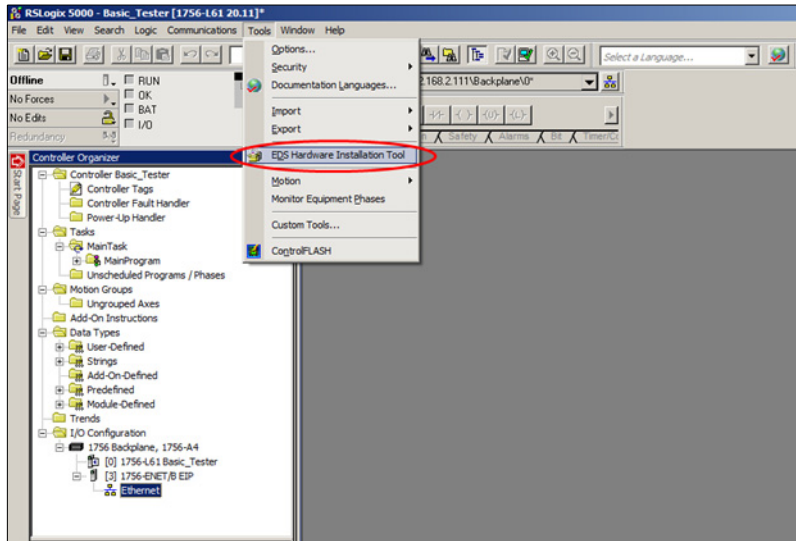 RSLogix 5000 - Basic_Tester [1756-L61 20.11]*
File Edit View Search Logic Communications Tools Window Help
Select a Language...
Options...
Security
Documentation Languages...
Import
Export
EDS Hardware Installation Tool
Motion
Monitor Equipment Phases
Custom Tools...
ControlFLASH
Offline
RUN
No Forces
OK
No Edits
BAT
Redundancy
I/O
2.168.2.111\Backplane\0*
Safety Alarms Bit Timer/C
Start Page
Controller Organizer
Controller Basic_Tester
Controller Tags
Controller Fault Handler
Power-Up Handler
Tasks
MainTask
MainProgram
Unscheduled Programs / Phases
Motion Groups
Ungrouped Axes
Add-On Instructions
Data Types
User-Defined
Strings
Add-On-Defined
Predefined
Module-Defined
Trends
I/O Configuration
1756 Backplane, 1756-A4
[0] 1756-L61 Basic_Tester
[3] 1756-ENET/B EIP
Ethernet